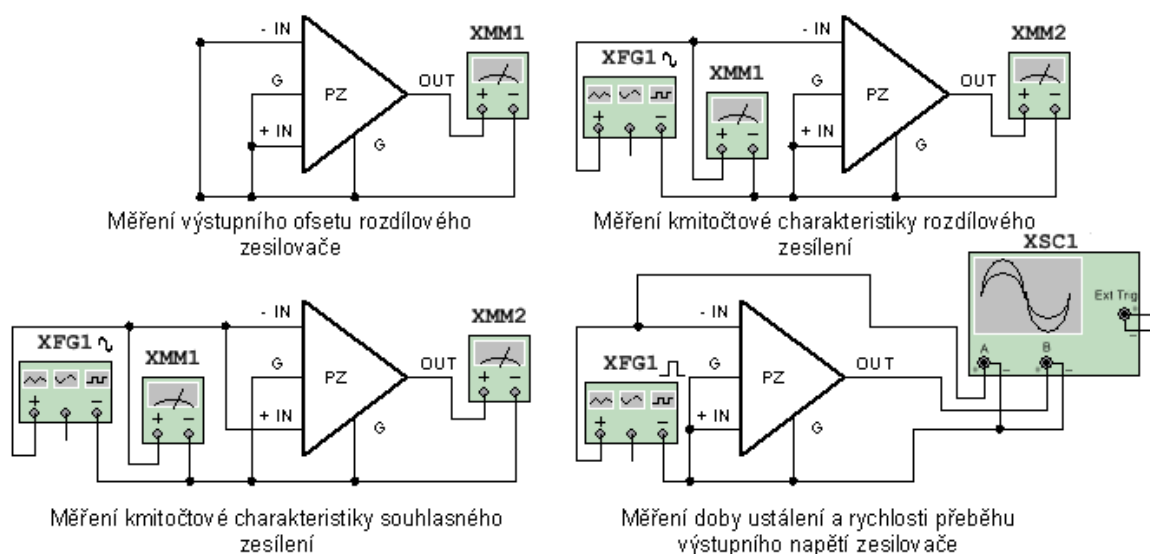 - IN
G
+ IN
PZ
G
OUT
XMM1
+ −
Měření výstupního ofsetu rozdílového
zesilovače
XFG1
+ −
XMM1
+ −
- IN
G
+ IN
PZ
G
OUT
XMM2
+ −
Měření kmitočtové charakteristiky rozdílového
zesílení
XFG1
+ −
XMM1
+ −
- IN
G
+ IN
PZ
G
OUT
XMM2
+ −
Měření kmitočtové charakteristiky souhlasného
zesílení
XFG1
+ −
- IN
G
+ IN
PZ
G
OUT
XSC1
Ext Trig
+
−
A B
+ − + −
Měření doby ustálení a rychlosti přeběhu
výstupního napětí zesilovače